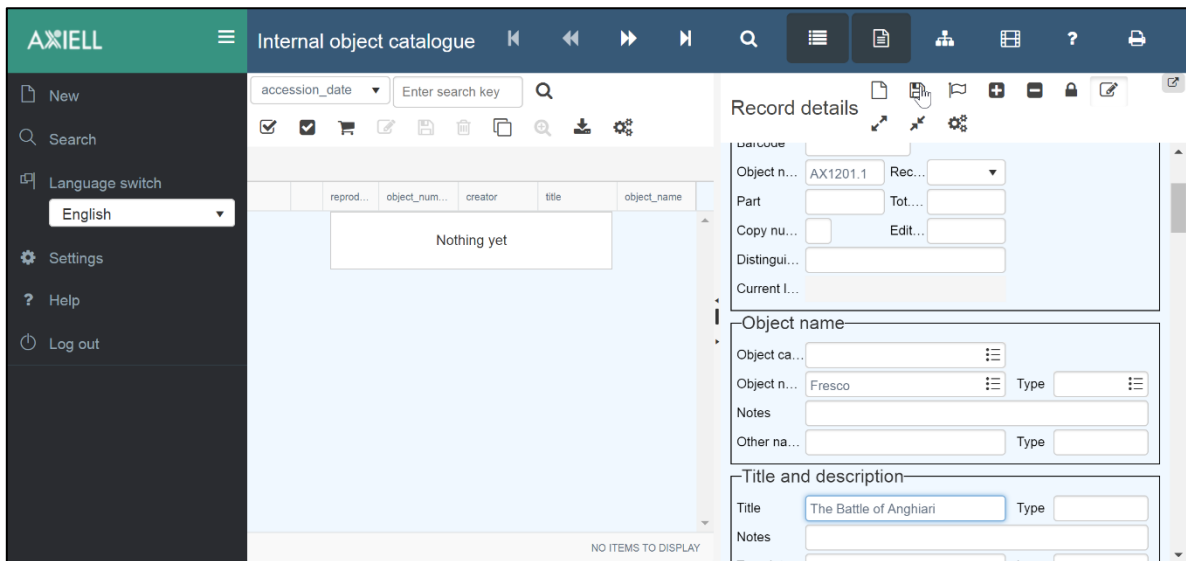 AXIELL
Internal object catalogue
?
New
Search
Language switch
English
Settings
? Help
Log out
accession_date
Enter search key
reprod... object_num... creator title object_name
Nothing yet
NO ITEMS TO DISPLAY
Record details
Barcode
Object n... AX1201.1 Rec...
Part Tot....
Copy nu... Edit...
Distingui...
Current l...
Object name
Object ca...
Object n... Fresco Type
Notes
Other na... Type
Title and description
Title The Battle of Anghiari Type
Notes